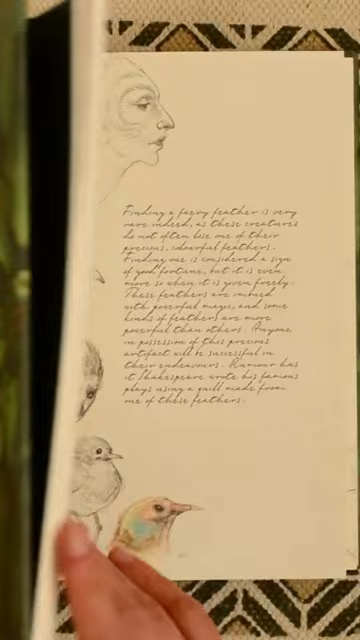 Finding a faery feather is very
rare indeed, as these creatures
do not often lose one of their
precious, colourful feathers.
Finding one is considered a sign
of good fortune, but it is even
more so when it is given freely.
These feathers are imbued
with powerful magic, and some
kinds of feathers are more
powerful than others. Anyone
in possession of this precious
artifact will be successful in
their endeavours. Rumour has
it Shakespeare wrote his famous
plays using a quill made from
one of these feathers.